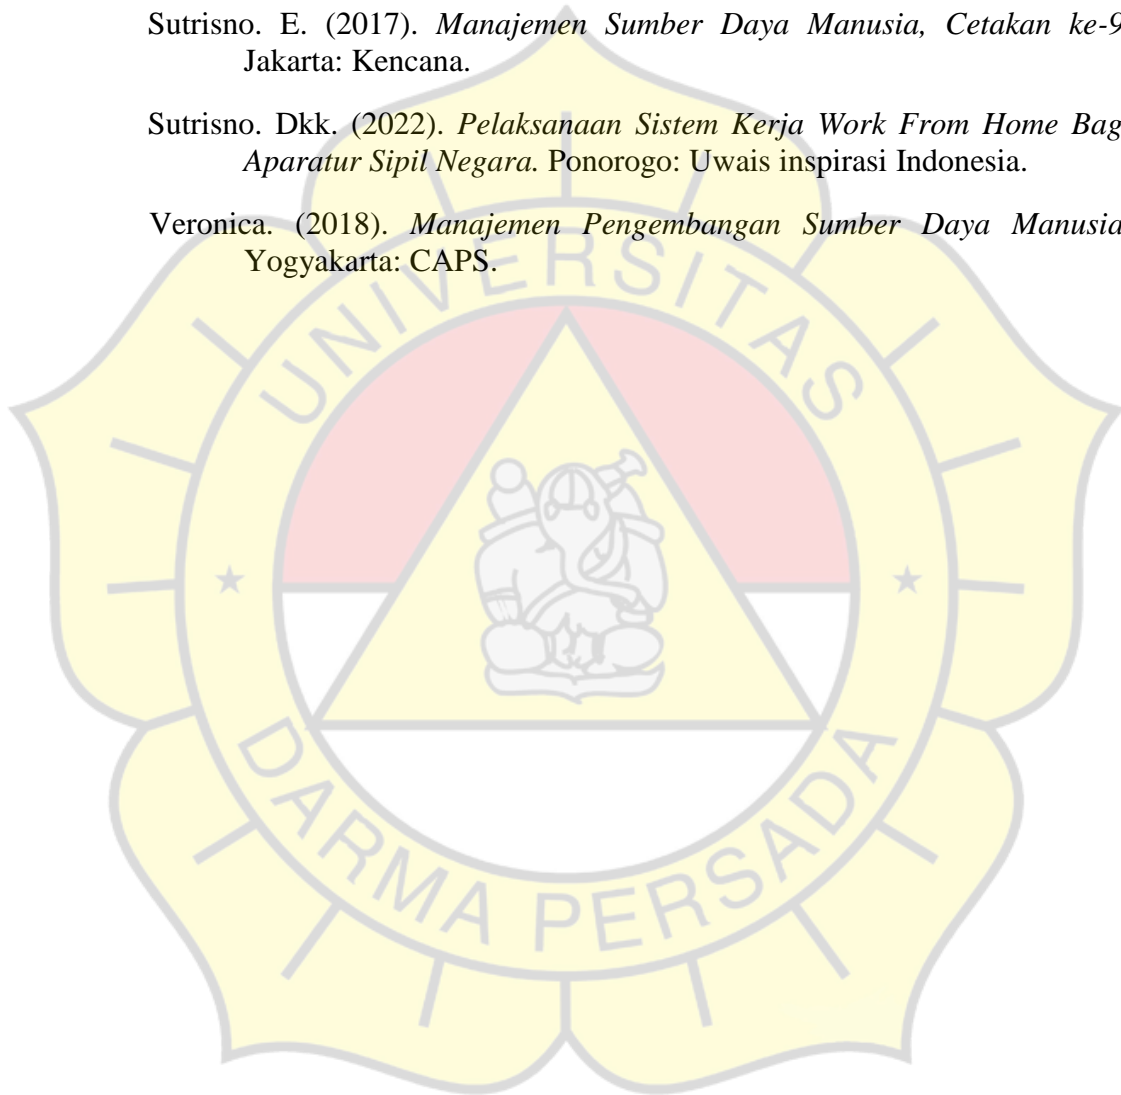 Sutrisno. E. (2017). Manajemen Sumber Daya Manusia, Cetakan ke-9
Jakarta: Kencana.
Sutrisno. Dkk. (2022). Pelaksanaan Sistem Kerja Work From Home Bag
Aparatur Sipil Negara. Ponorogo: Uwais inspirasi Indonesia.
Veronica. (2018). Manajemen Pengembangan Sumber Daya Manusia
Yogyakarta: CAPS.
UNIVERSITAS
DARMA PERSADA